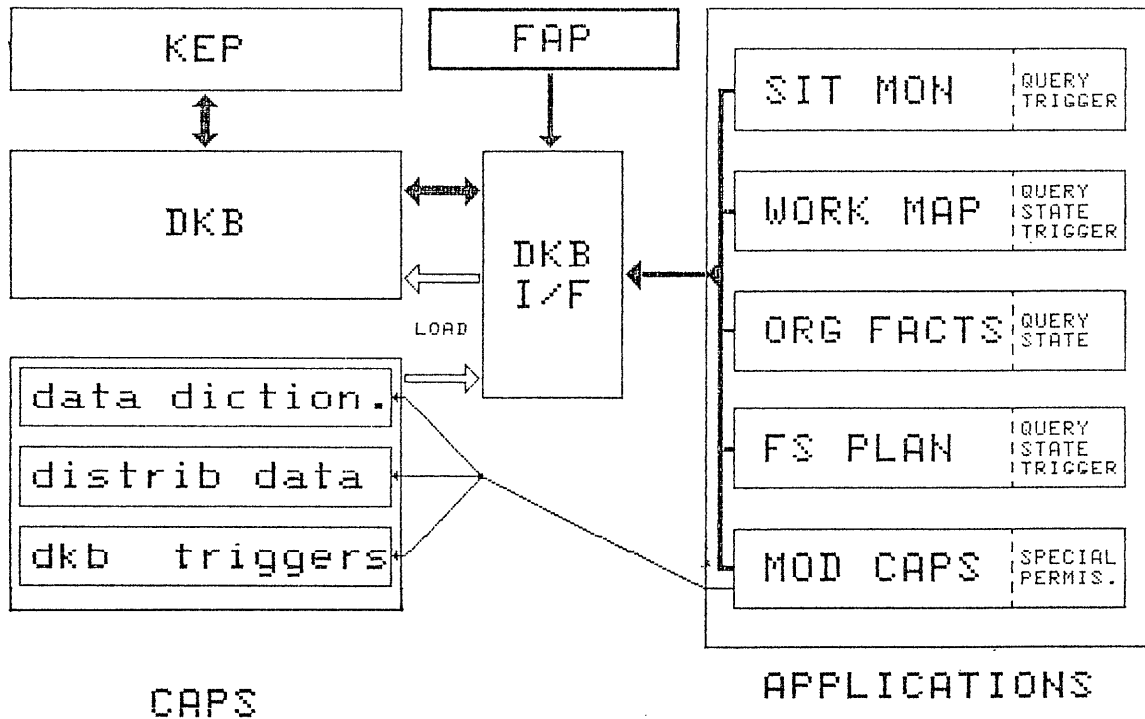 KEP
FAP
DKB
DKB
I/F
LOAD
data diction.
distrib data
dkb triggers
CAPS
SIT MON
QUERY
TRIGGER
WORK MAP
QUERY
STATE
TRIGGER
ORG FACTS
QUERY
STATE
FS PLAN
QUERY
STATE
TRIGGER
MOD CAPS
SPECIAL
PERMIS.
APPLICATIONS